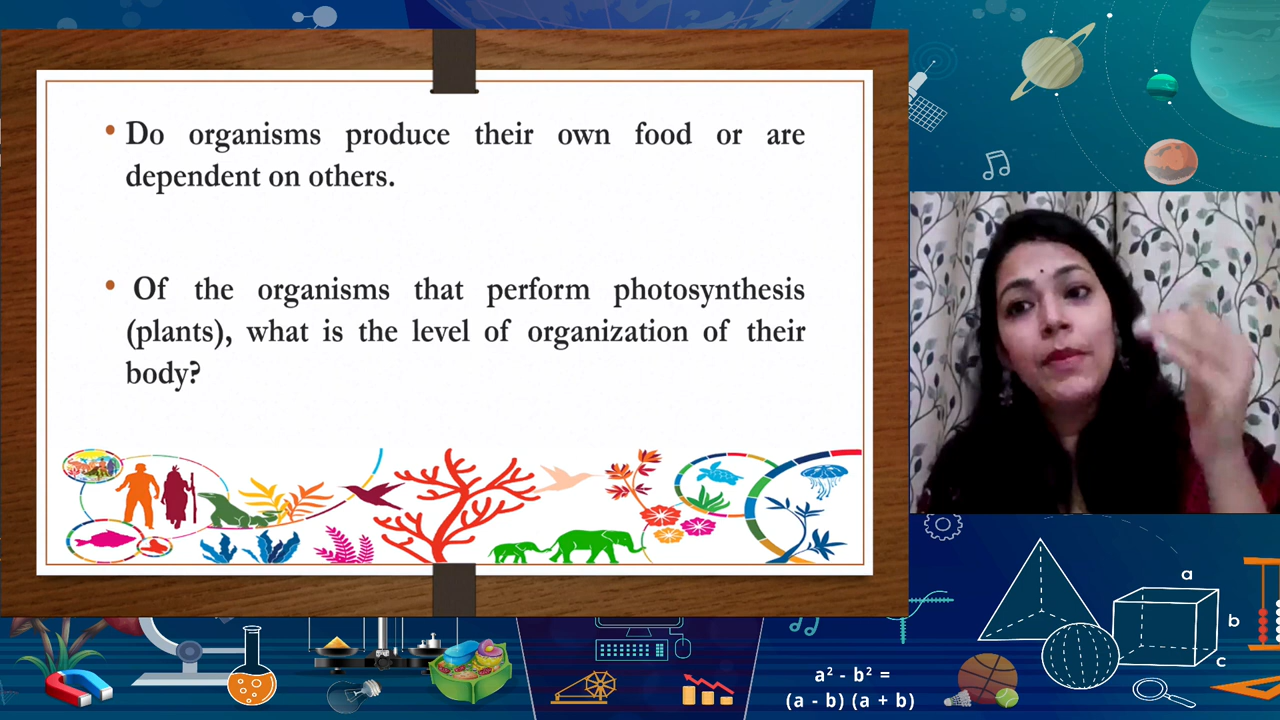 • Do organisms produce their own food or are
dependent on others.
• Of the organisms that perform photosynthesis
(plants), what is the level of organization of their
body?
a
b
c
a² - b² =
(a - b) (a + b)